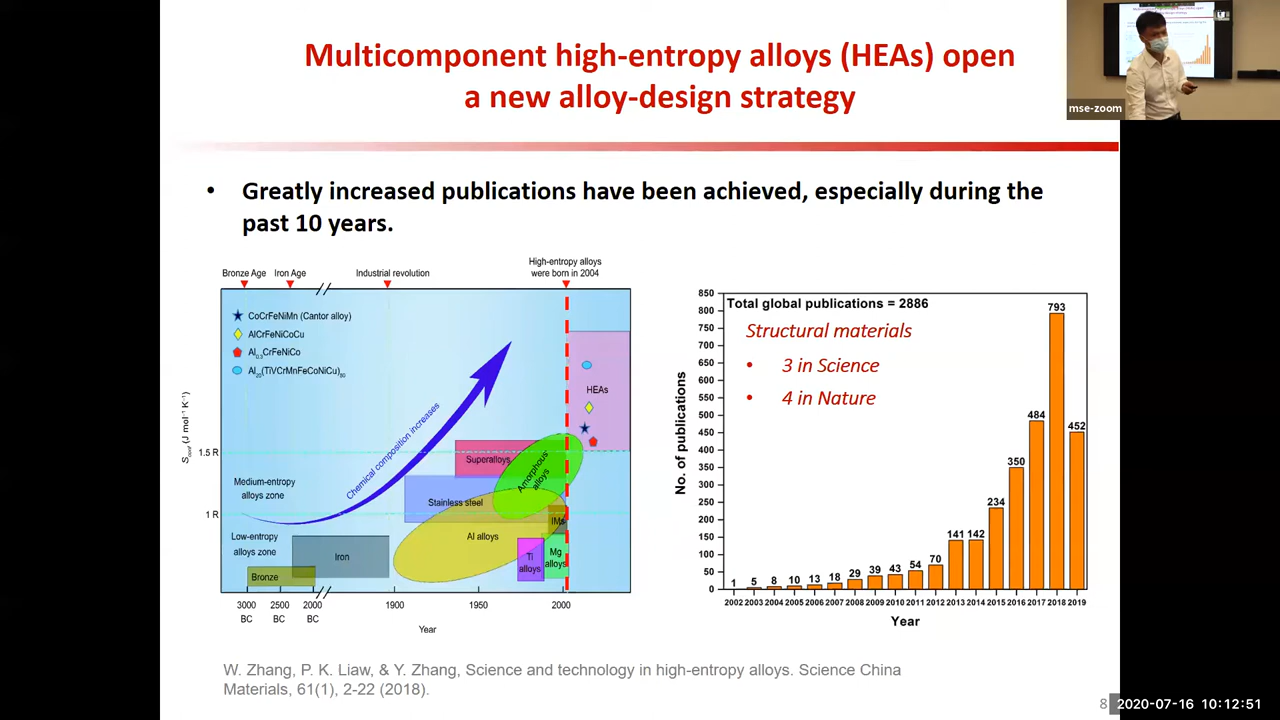 Multicomponent high-entropy alloys (HEAs) open
a new alloy-design strategy
mse-zoom
• Greatly increased publications have been achieved, especially during the
past 10 years.
High-entropy alloys
were born in 2004
Bronze Age Iron Age Industrial revolution
CoCrFeNiMn (Cantor alloy)
AlCrFeNiCoCu
Al0.3CrFeNiCo
Al20(TiVCrMnFeCoNiCu)80
Chemical composition increases
HEAs
Superalloys
Amorphous
alloys
Stainless steel
Medium-entropy
alloys zone
Low-entropy
alloys zone
Al alloys
IMs
Iron
Ti
alloys
Mg
alloys
Bronze
Sconf (J mol-1 K-1)
1.5 R
1 R
3000 2500 2000 1900 1950 2000
BC BC BC
Year
Total global publications = 2886
Structural materials
• 3 in Science
• 4 in Nature
No. of publications
850
800
750
700
650
600
550
500
450
400
350
300
250
200
150
100
50
0
1 5 8 10 13 18 29 39 43 54 70 141 142 234 350 484 793 452
2002 2003 2004 2005 2006 2007 2008 2009 2010 2011 2012 2013 2014 2015 2016 2017 2018 2019
Year
W. Zhang, P. K. Liaw, & Y. Zhang, Science and technology in high-entropy alloys. Science China
Materials, 61(1), 2-22 (2018).
8
2020-07-16 10:12:51